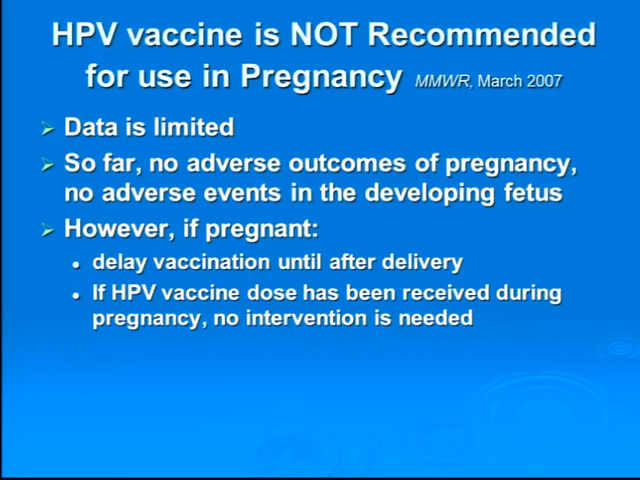 HPV vaccine is NOT Recommended
for use in Pregnancy MMWR, March 2007
Data is limited
So far, no adverse outcomes of pregnancy,
no adverse events in the developing fetus
However, if pregnant:
delay vaccination until after delivery
If HPV vaccine dose has been received during
pregnancy, no intervention is needed